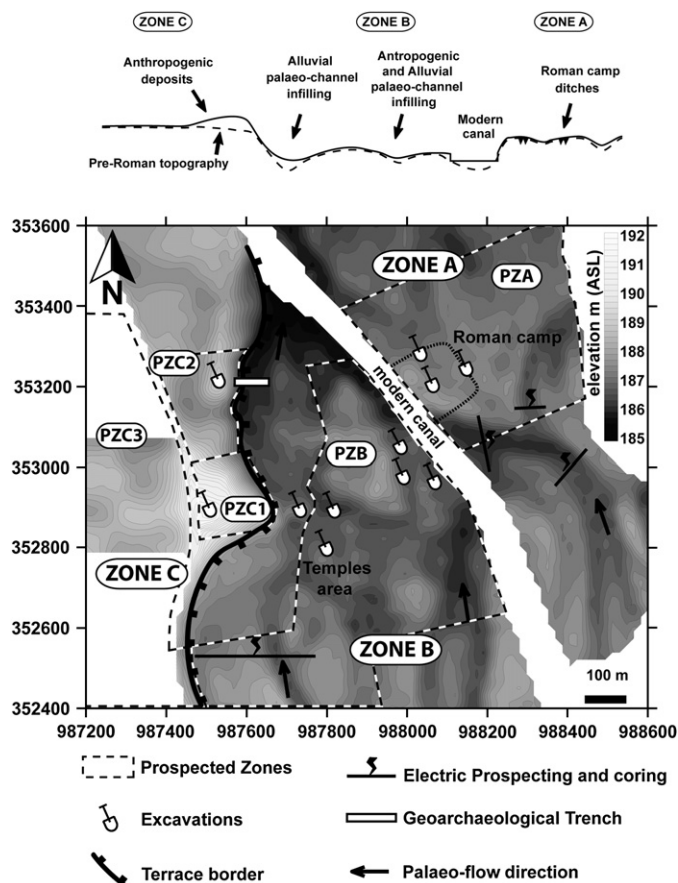 ZONE C
ZONE B
ZONE A
Anthropogenic
deposits
Alluvial
palaeo-channel
infilling
Antropogenic
and Alluvial
palaeo-channel
infilling
Modern
canal
Roman camp
ditches
Pre-Roman topography
353600
353400
353200
353000
352800
352600
352400
N
ZONE A
PZA
192
191
190
189
188
187
186
185
elevation m (ASL)
PZC2
Roman camp
modern canal
PZC3
PZB
PZC1
ZONE C
Temples
area
ZONE B
100 m
987200
987400
987600
987800
988000
988200
988400
988600
Prospected Zones
Electric Prospecting and coring
Excavations
Geoarchaeological Trench
Terrace border
Palaeo-flow direction